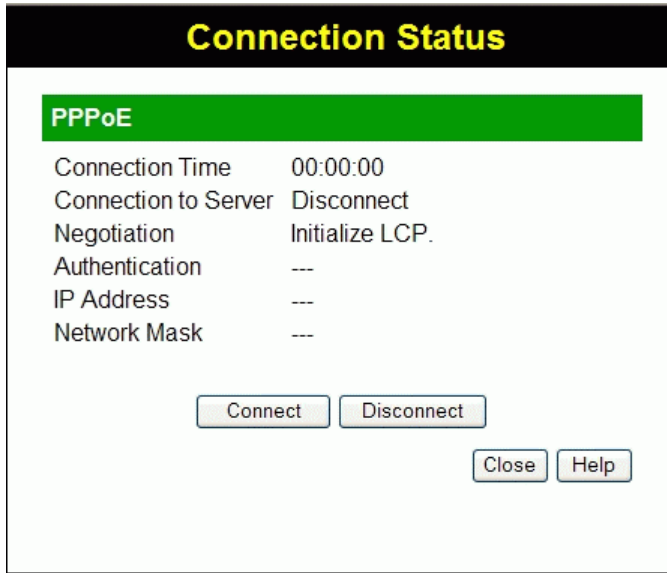 Connection Status
PPPoE
Connection Time 00:00:00
Connection to Server Disconnect
Negotiation Initialize LCP.
Authentication ---
IP Address ---
Network Mask ---
Connect Disconnect
Close Help